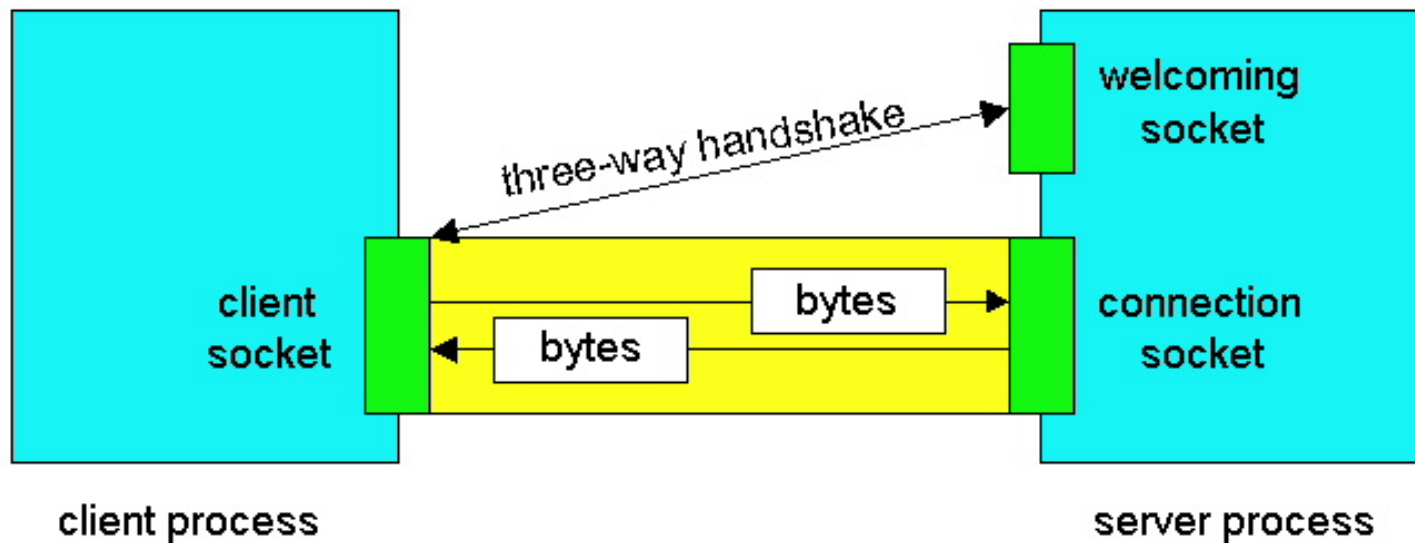 welcoming
socket
three-way handshake
client
socket
bytes
bytes
connection
socket
client process
server process